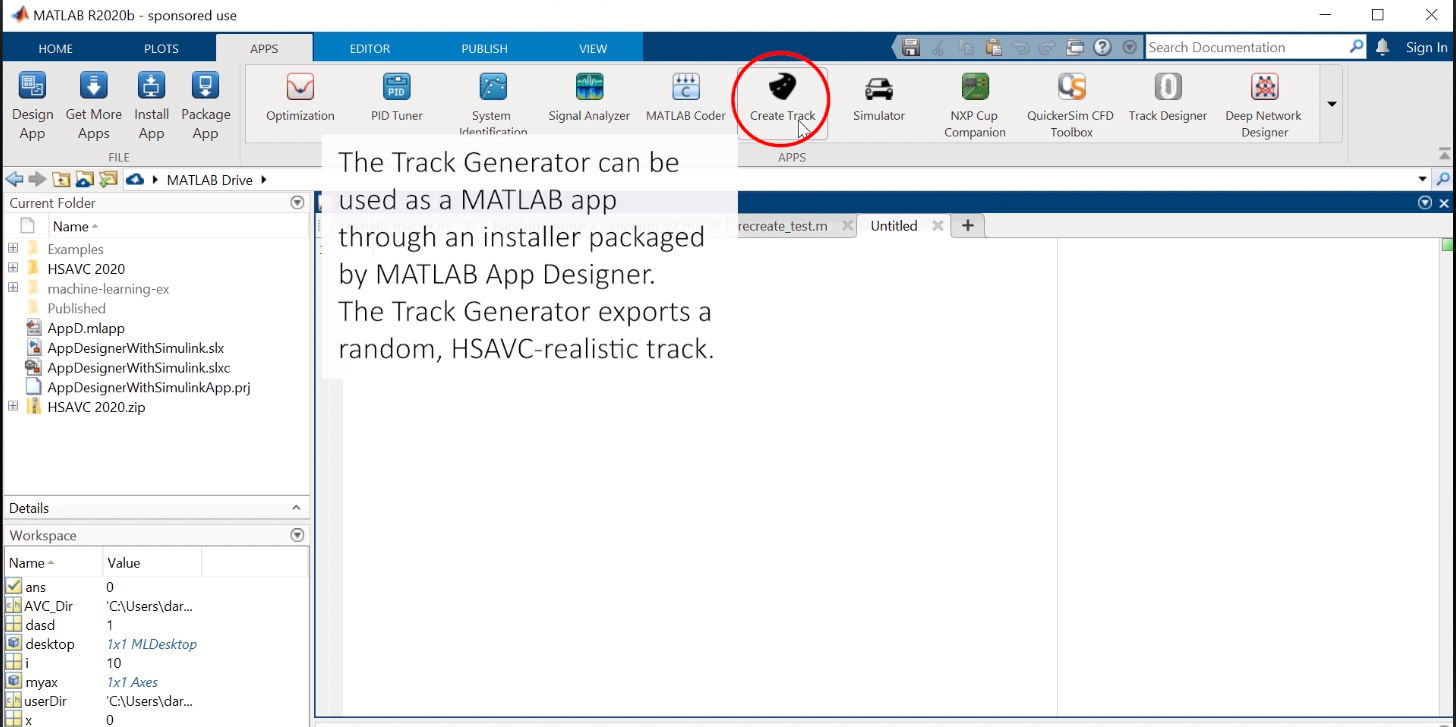 MATLAB R2020b - sponsored use
HOME PLOTS APPS EDITOR PUBLISH VIEW
Search Documentation
Sign In
Design App
Get More Apps
Install App
Package App
FILE
Optimization
PID
PID Tuner
System Identification
Signal Analyzer
C
MATLAB Coder
Create Track
Simulator
NXP Cup Companion
QuickerSim CFD Toolbox
Track Designer
Deep Network Designer
APPS
MATLAB Drive
Current Folder
Name
Examples
HSAVC 2020
machine-learning-ex
Published
AppD.mlapp
AppDesignerWithSimulink.slx
AppDesignerWithSimulink.slxc
AppDesignerWithSimulinkApp.prj
HSAVC 2020.zip
Details
Workspace
Name Value
ans 0
AVC_Dir 'C:\Users\dar...
dasd 1
desktop 1x1 MLDesktop
i 10
myax 1x1 Axes
userDir 'C:\Users\dar...
x 0
recreate_test.m Untitled
The Track Generator can be
used as a MATLAB app
through an installer packaged
by MATLAB App Designer.
The Track Generator exports a
random, HSAVC-realistic track.